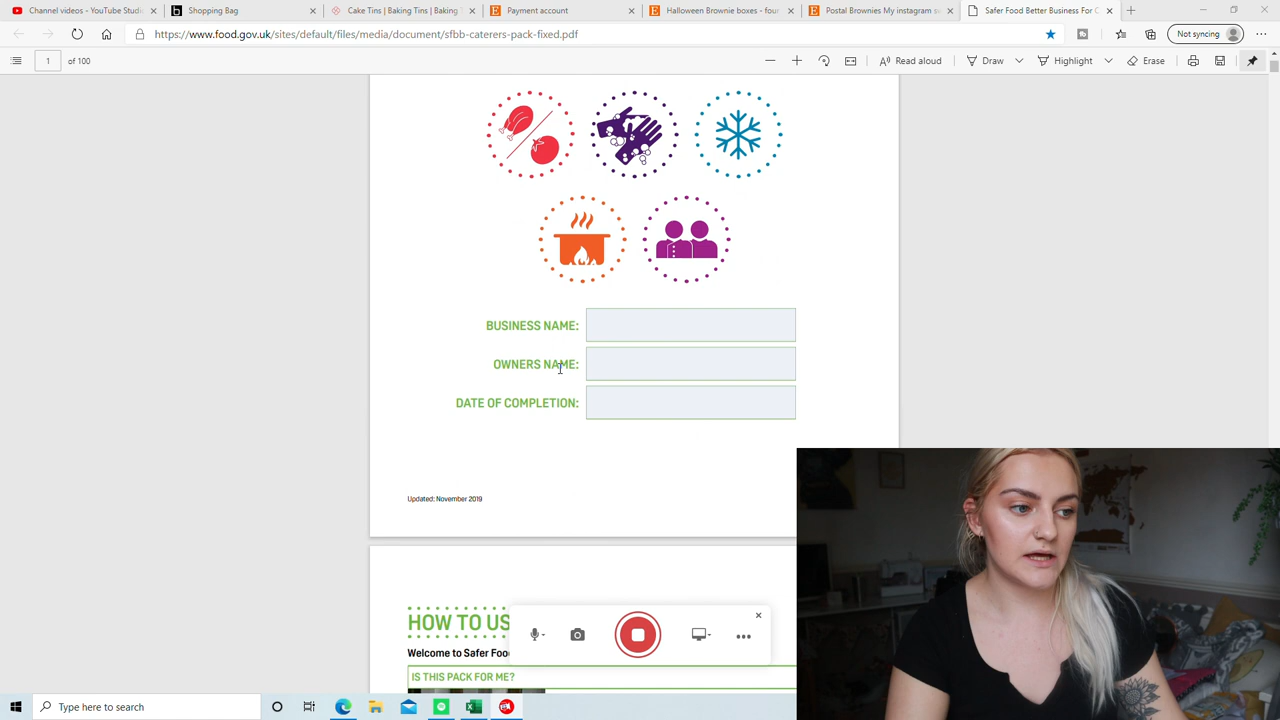 Channel videos - YouTube Studi
Shopping Bag
Cake Tins | Baking Tins | Baking
Payment account
Halloween Brownie boxes - four
Postal Brownies My instagram sa
Safer Food Better Business For C
https://www.food.gov.uk/sites/default/files/media/document/sfbb-caterers-pack-fixed.pdf
Not syncing
1 of 100
Read aloud
Draw
Highlight
Erase
BUSINESS NAME:
OWNERS NAME:
DATE OF COMPLETION:
Updated: November 2019
HOW TO US
Welcome to Safer Foo
IS THIS PACK FOR ME?
Type here to search